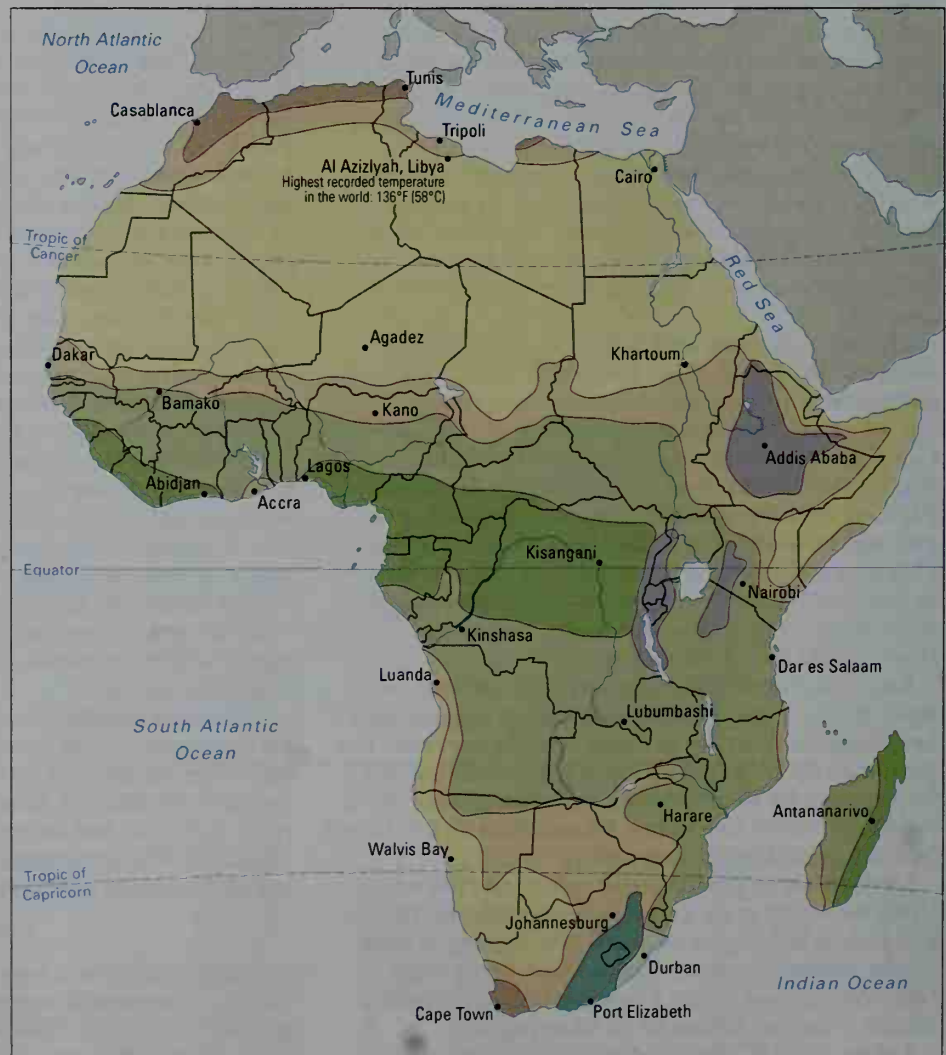 North Atlantic
Ocean
Tunis
Casablanca
Mediterranean Sea
Tripoli
Al Azizlyah, Libya
Highest recorded temperature
in the world: 136°F (58°C)
Cairo
Tropic of
Cancer
Red Sea
Agadez
Khartoum
Dakar
Bamako
Kano
Addis Ababa
Lagos
Abidjan
Accra
Equator
Kisangani
Nairobi
Kinshasa
Dar es Salaam
Luanda
Lubumbashi
South Atlantic
Ocean
Harare
Antananarivo
Walvis Bay
Tropic of
Capricorn
Johannesburg
Durban
Indian Ocean
Cape Town
Port Elizabeth